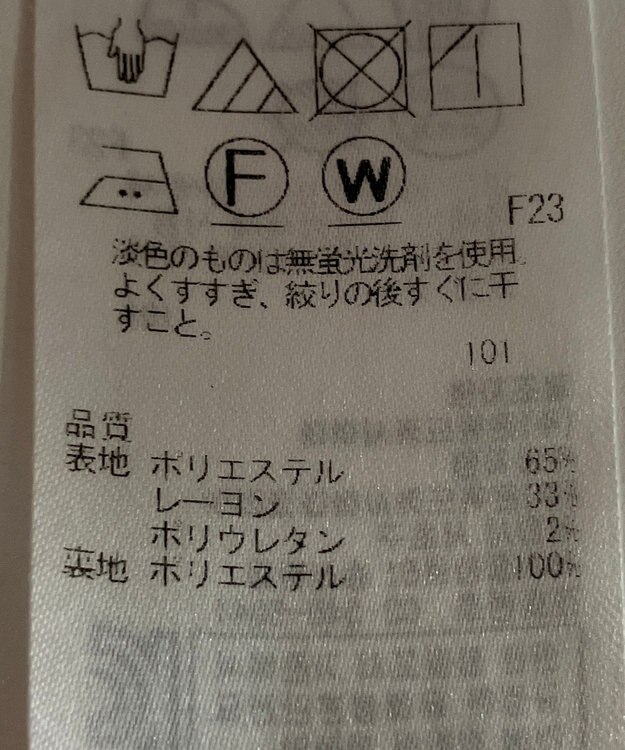 F
W
F23
淡色のものは無蛍光洗剤を使用。
よくすすぎ、絞りの後すぐに干
すこと。
101
品質
表地 ポリエステル 65%
レーヨン 33%
ポリウレタン 2%
裏地 ポリエステル 100%